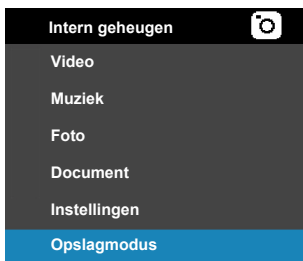 Intern geheugen
Video
Muziek
Foto
Document
Instellingen
Opslagmodus